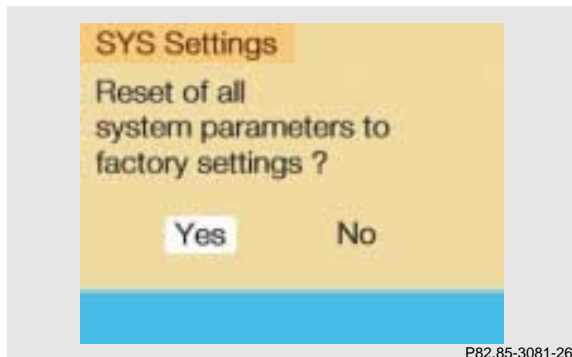 SYS Settings
Reset of all
system parameters to
factory settings ?
Yes No
P82.85-3081-26